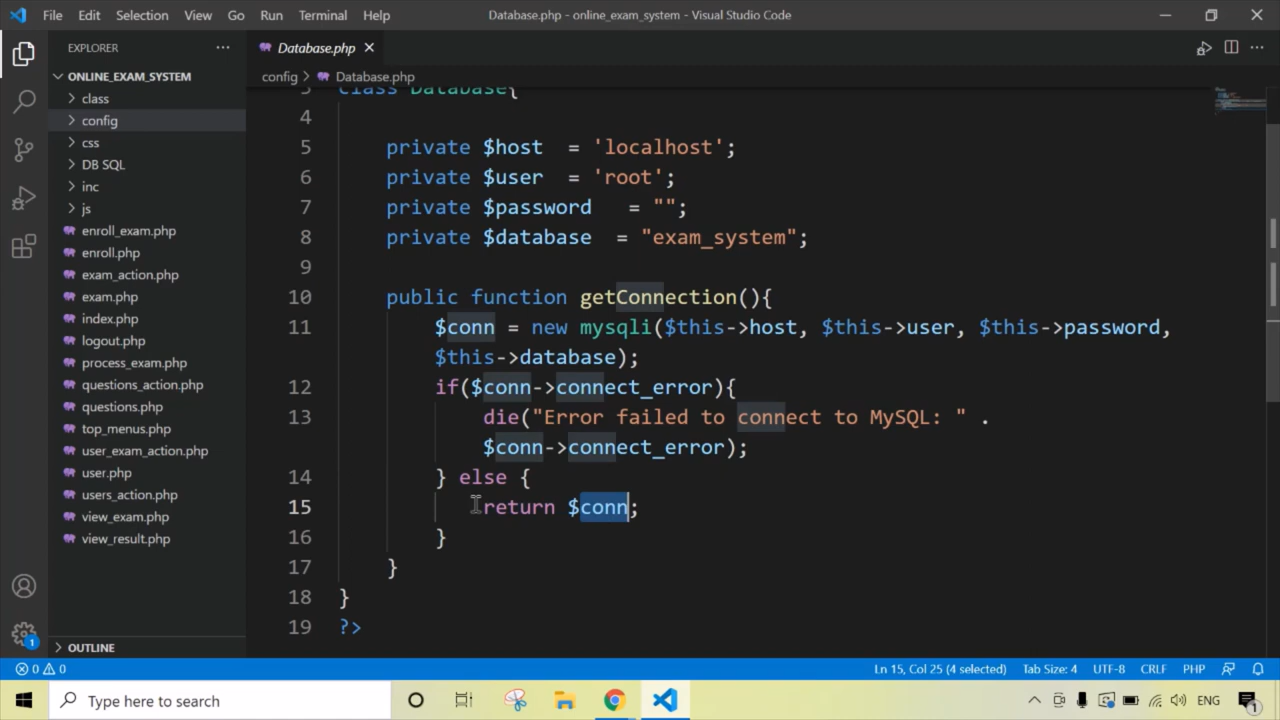 File Edit Selection View Go Run Terminal Help
Database.php - online_exam_system - Visual Studio Code
EXPLORER
ONLINE_EXAM_SYSTEM
class
config
css
DB SQL
inc
js
enroll_exam.php
enroll.php
exam_action.php
exam.php
index.php
logout.php
process_exam.php
questions_action.php
questions.php
top_menus.php
user_exam_action.php
user.php
users_action.php
view_exam.php
view_result.php
OUTLINE
Database.php
config > Database.php
3 class Database{
4
5 private $host = 'localhost';
6 private $user = 'root';
7 private $password = "";
8 private $database = "exam_system";
9
10 public function getConnection(){
11 $conn = new mysqli($this->host, $this->user, $this->password,
$this->database);
12 if($conn->connect_error){
13 die("Error failed to connect to MySQL: " .
$conn->connect_error);
14 } else {
15 return $conn;
16 }
17 }
18 }
19 ?>
0 0
Ln 15, Col 25 (4 selected) Tab Size: 4 UTF-8 CRLF PHP
Type here to search
ENG
1
1